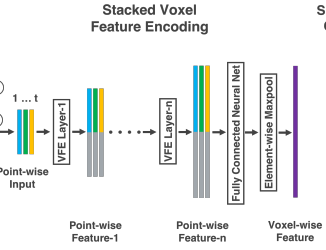 Stacked Voxel
Feature Encoding
S
1 ... t
VFE Layer-1
VFE Layer-n
Fully Connected Neural Net
Element-wise Maxpool
Point-wise
Input
Point-wise
Feature-1
Point-wise
Feature-n
Voxel-wise
Feature